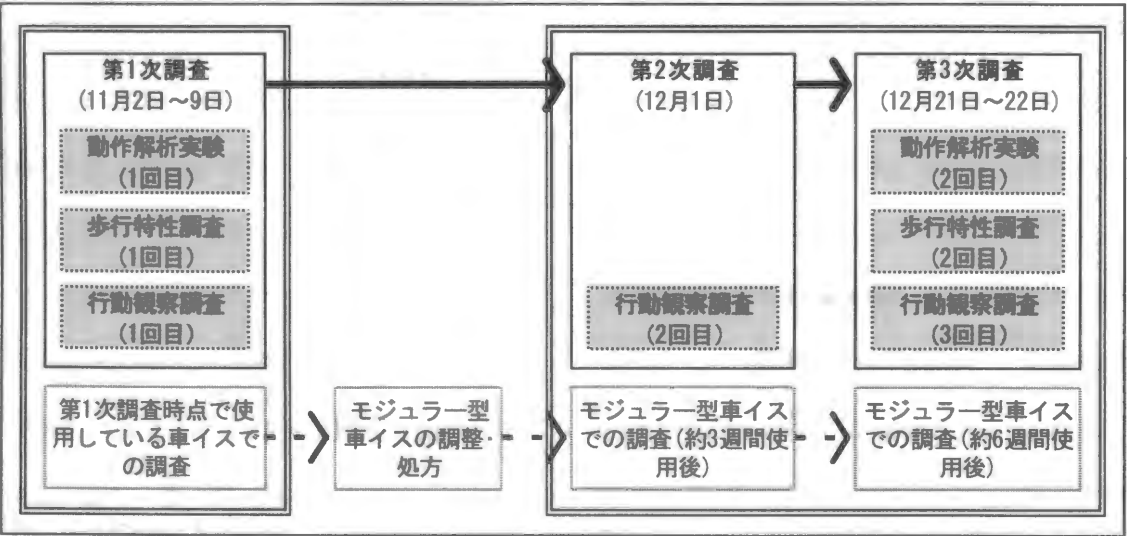 第1次調査
(11月2日～9日)
動作解析実験
(1回目)
歩行特性調査
(1回目)
行動観察調査
(1回目)
第1次調査時点で使
用している車イスで
の調査
モジュラー型
車イスの調整・
処方
第2次調査
(12月1日)
行動観察調査
(2回目)
モジュラー型車イス
での調査(約3週間使
用後)
第3次調査
(12月21日～22日)
動作解析実験
(2回目)
歩行特性調査
(2回目)
行動観察調査
(3回目)
モジュラー型車イス
での調査(約6週間使
用後)